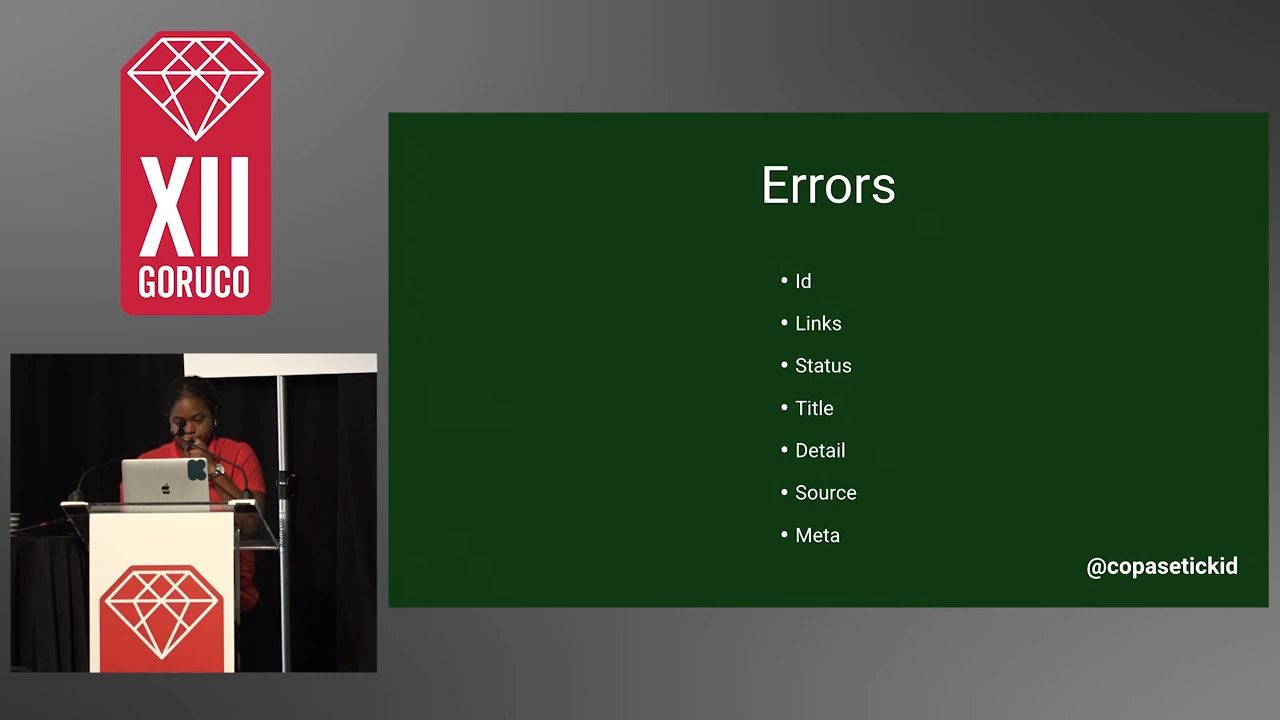 XII
GORUCO
Errors
• Id
• Links
• Status
• Title
• Detail
• Source
• Meta
@copasetickid